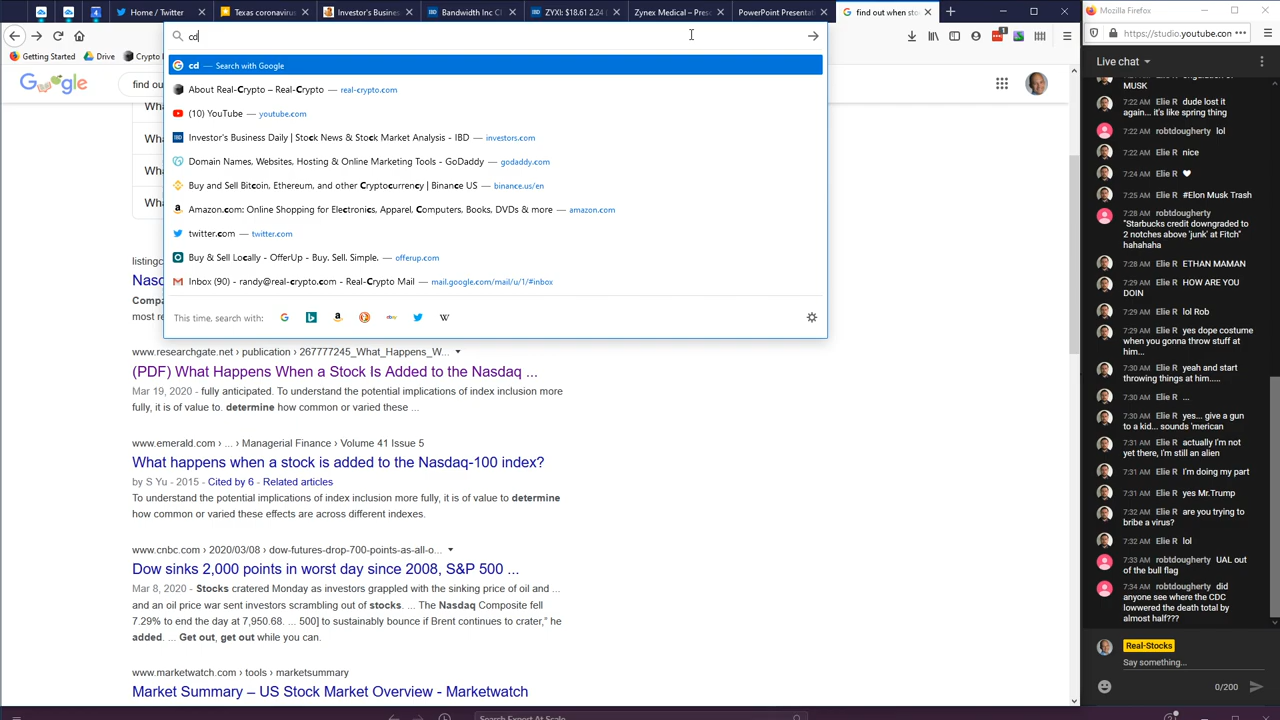 Home / Twitter
Texas coronavirus
Investor's Busines
Bandwidth Inc Cl
ZYXI: $18.61 2.24
Zynex Medical – Presc
PowerPoint Presentati
find out when stoc
Mozilla Firefox
cd
https://studio.youtube.con
Getting Started
Drive
Crypto
cd — Search with Google
About Real-Crypto – Real-Crypto — real-crypto.com
(10) YouTube — youtube.com
Investor's Business Daily | Stock News & Stock Market Analysis - IBD — investors.com
Domain Names, Websites, Hosting & Online Marketing Tools - GoDaddy — godaddy.com
Buy and Sell Bitcoin, Ethereum, and other Cryptocurrency | Binance US — binance.us/en
Amazon.com: Online Shopping for Electronics, Apparel, Computers, Books, DVDs & more — amazon.com
twitter.com — twitter.com
Buy & Sell Locally - OfferUp - Buy. Sell. Simple. — offerup.com
Inbox (90) - randy@real-crypto.com - Real-Crypto Mail — mail.google.com/mail/u/1/#inbox
This time, search with:
Google
find out
Wha
Wha
Wha
Wha
listingc
Nasd
Compa
most re
www.researchgate.net › publication › 267777245_What_Happens_W...
(PDF) What Happens When a Stock Is Added to the Nasdaq ...
Mar 19, 2020 - fully anticipated. To understand the potential implications of index inclusion more
fully, it is of value to. determine how common or varied these ...
www.emerald.com › ... › Managerial Finance › Volume 41 Issue 5
What happens when a stock is added to the Nasdaq-100 index?
by S Yu - 2015 - Cited by 6 - Related articles
To understand the potential implications of index inclusion more fully, it is of value to determine
how common or varied these effects are across different indexes.
www.cnbc.com › 2020/03/08 › dow-futures-drop-700-points-as-all-o...
Dow sinks 2,000 points in worst day since 2008, S&P 500 ...
Mar 8, 2020 - Stocks cratered Monday as investors grappled with the sinking price of oil and ...
and an oil price war sent investors scrambling out of stocks. ... The Nasdaq Composite fell
7.29% to end the day at 7,950.68. ... 500] to sustainably bounce if Brent continues to crater," he
added. ... Get out, get out while you can.
www.marketwatch.com › tools › marketsummary
Market Summary – US Stock Market Overview - Marketwatch
Live chat
MUSK
7:22 AM Elie R dude lost it
again... it's like spring thing
7:22 AM robtdougherty lol
7:22 AM Elie R nice
7:24 AM Elie R
7:25 AM Elie R #Elon Musk Trash
7:28 AM robtdougherty
"Starbucks credit downgraded to
2 notches above 'junk' at Fitch"
hahahaha
7:28 AM Elie R ETHAN MAMAN
7:29 AM Elie R HOW ARE YOU
DOIN
7:29 AM Elie R lol Rob
7:29 AM Elie R yes dope costume
when you gonna throw stuff at
him...
7:30 AM Elie R yeah and start
throwing things at him.....
7:30 AM Elie R ...
7:30 AM Elie R yes... give a gun
to a kid... sounds 'merican
7:31 AM Elie R actually I'm not
yet there, i'm still an alien
7:31 AM Elie R I'm doing my part
7:31 AM Elie R yes Mr.Trump
7:32 AM Elie R are you trying to
bribe a virus?
7:32 AM Elie R lol
7:33 AM robtdougherty UAL out
of the bull flag
7:34 AM robtdougherty did
anyone see where the CDC
lowwered the death total by
almost half???
Real-Stocks
Say something...
0/200
Search Expert At Scale